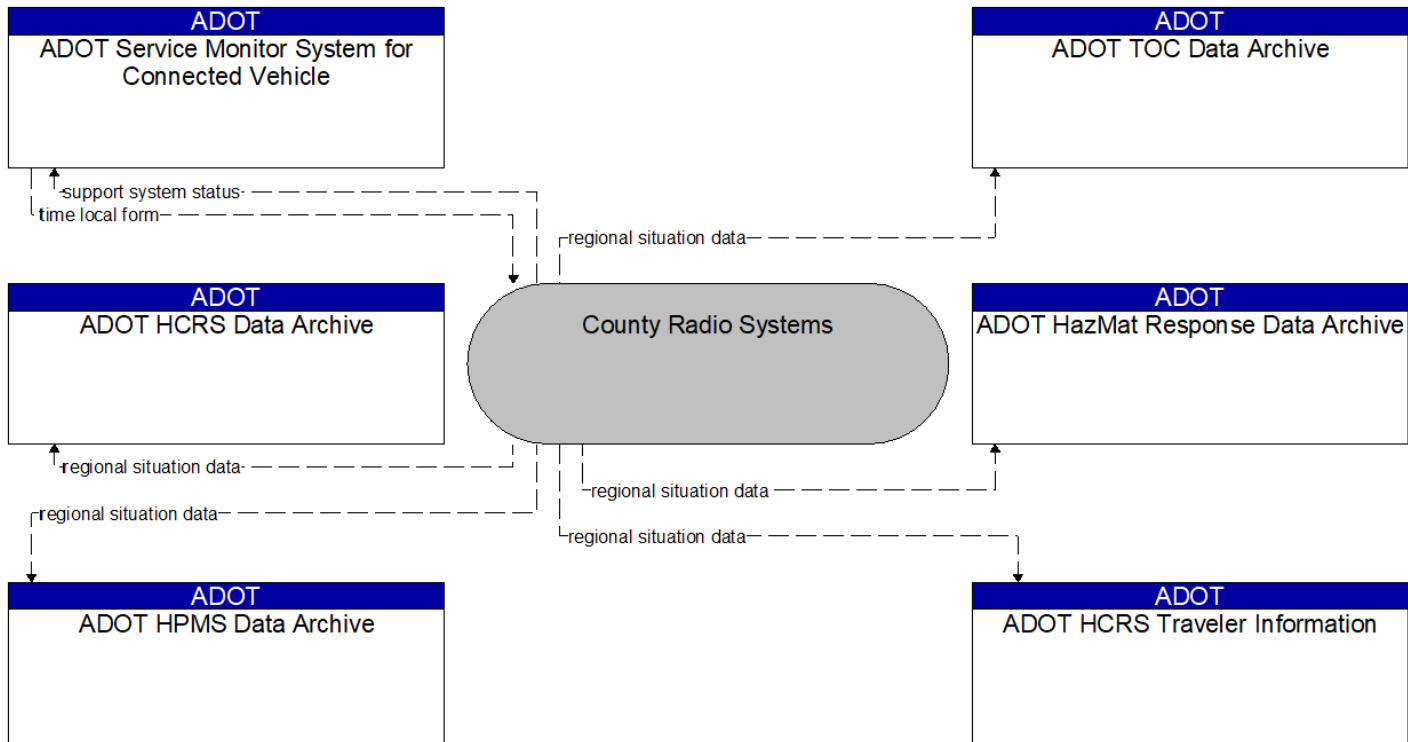 ADOT
ADOT Service Monitor System for
Connected Vehicle
ADOT
ADOT TOC Data Archive
support system status
time local form
regional situation data
ADOT
ADOT HCRS Data Archive
County Radio Systems
ADOT
ADOT HazMat Response Data Archive
regional situation data
regional situation data
regional situation data
regional situation data
ADOT
ADOT HPMS Data Archive
ADOT
ADOT HCRS Traveler Information